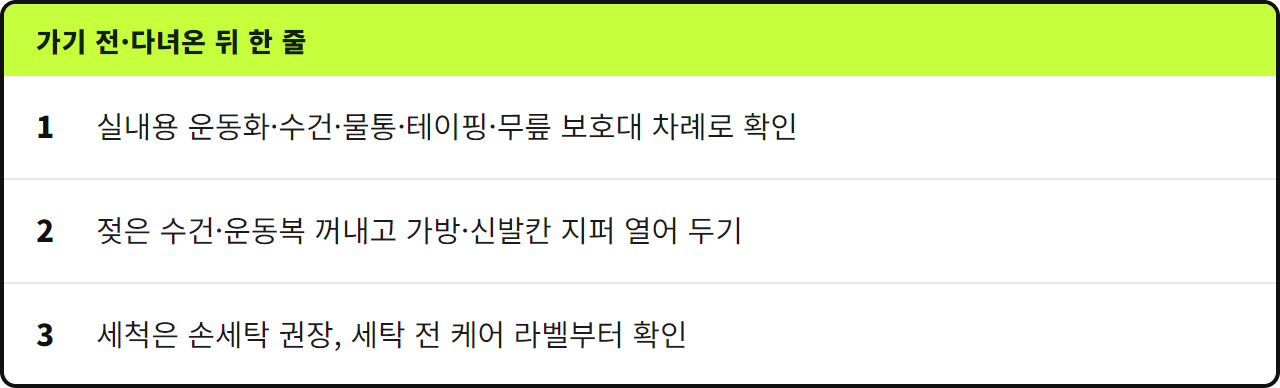 가기 전·다녀온 뒤 한 줄
1 실내용 운동화·수건·물통·테이핑·무릎 보호대 차례로 확인
2 젖은 수건·운동복 꺼내고 가방·신발칸 지퍼 열어 두기
3 세척은 손세탁 권장, 세탁 전 케어 라벨부터 확인